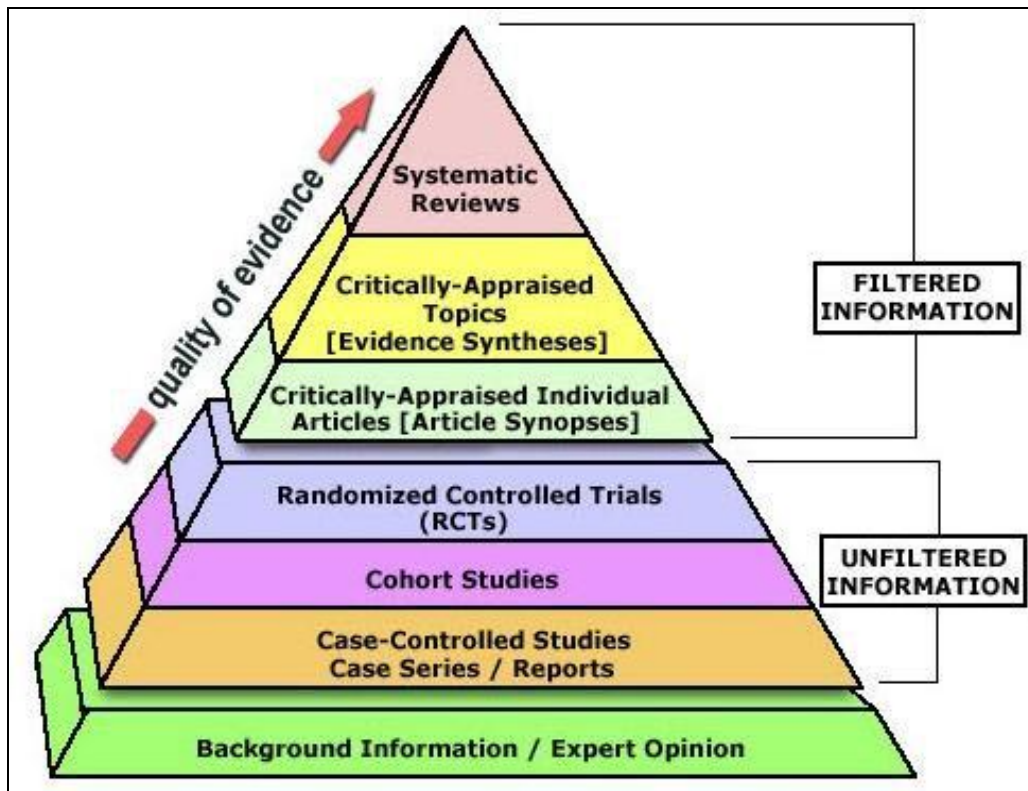 quality of evidence
Systematic
Reviews
Critically-Appraised
Topics
[Evidence Syntheses]
Critically-Appraised Individual
Articles [Article Synopses]
FILTERED
INFORMATION
Randomized Controlled Trials
(RCTs)
Cohort Studies
Case-Controlled Studies
Case Series / Reports
UNFILTERED
INFORMATION
Background Information / Expert Opinion